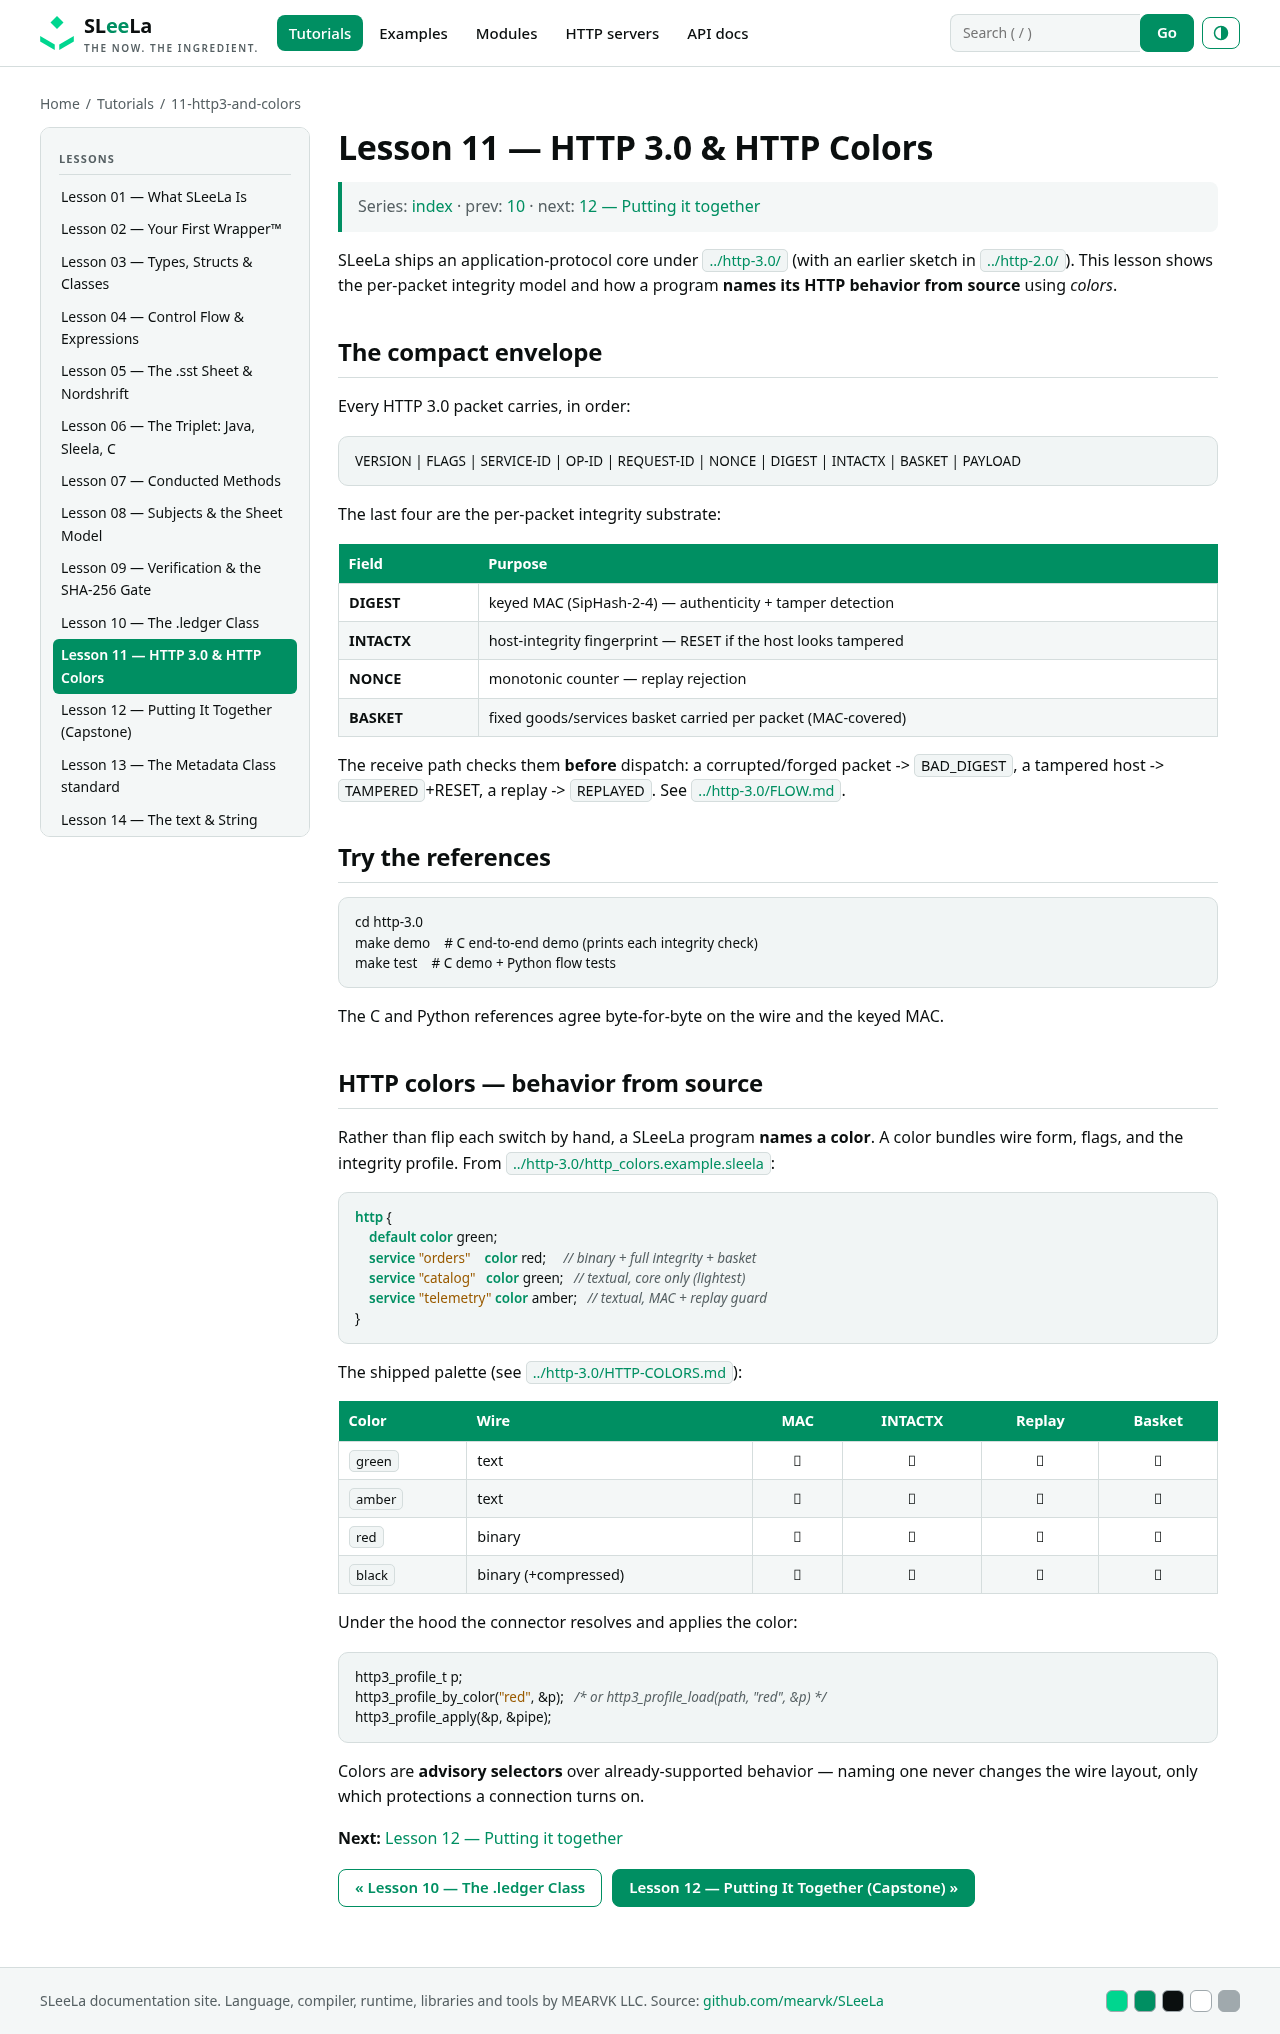 SLeeLa
THE NOW. THE INGREDIENT.
Tutorials
Examples
Modules
HTTP servers
API docs
Search ( / )
Go
Home / Tutorials / 11-http3-and-colors
LESSONS
Lesson 01 — What SLeeLa Is
Lesson 02 — Your First Wrapper™
Lesson 03 — Types, Structs &
Classes
Lesson 04 — Control Flow &
Expressions
Lesson 05 — The .sst Sheet &
Nordshrift
Lesson 06 — The Triplet: Java,
Sleela, C
Lesson 07 — Conducted Methods
Lesson 08 — Subjects & the Sheet
Model
Lesson 09 — Verification & the
SHA-256 Gate
Lesson 10 — The .ledger Class
Lesson 11 — HTTP 3.0 & HTTP
Colors
Lesson 12 — Putting It Together
(Capstone)
Lesson 13 — The Metadata Class
standard
Lesson 14 — The text & String
Lesson 11 — HTTP 3.0 & HTTP Colors
Series: index · prev: 10 · next: 12 — Putting it together
SLeeLa ships an application-protocol core under ../http-3.0/ (with an earlier sketch in ../http-2.0/). This lesson shows
the per-packet integrity model and how a program names its HTTP behavior from source using colors.
The compact envelope
Every HTTP 3.0 packet carries, in order:
VERSION | FLAGS | SERVICE-ID | OP-ID | REQUEST-ID | NONCE | DIGEST | INTACTX | BASKET | PAYLOAD
The last four are the per-packet integrity substrate:
Field Purpose
DIGEST keyed MAC (SipHash-2-4) — authenticity + tamper detection
INTACTX host-integrity fingerprint — RESET if the host looks tampered
NONCE monotonic counter — replay rejection
BASKET fixed goods/services basket carried per packet (MAC-covered)
The receive path checks them before dispatch: a corrupted/forged packet -> BAD_DIGEST, a tampered host ->
TAMPERED+RESET, a replay -> REPLAYED. See ../http-3.0/FLOW.md.
Try the references
cd http-3.0
make demo # C end-to-end demo (prints each integrity check)
make test # C demo + Python flow tests
The C and Python references agree byte-for-byte on the wire and the keyed MAC.
HTTP colors — behavior from source
Rather than flip each switch by hand, a SLeeLa program names a color. A color bundles wire form, flags, and the
integrity profile. From ../http-3.0/http_colors.example.sleela:
http {
default color green;
service "orders" color red; // binary + full integrity + basket
service "catalog" color green; // textual, core only (lightest)
service "telemetry" color amber; // textual, MAC + replay guard
}
The shipped palette (see ../http-3.0/HTTP-COLORS.md):
Color Wire MAC INTACTX Replay Basket
green text
amber text
red binary
black binary (+compressed)
Under the hood the connector resolves and applies the color:
http3_profile_t p;
http3_profile_by_color("red", &p); /* or http3_profile_load(path, "red", &p) */
http3_profile_apply(&p, &pipe);
Colors are advisory selectors over already-supported behavior — naming one never changes the wire layout, only
which protections a connection turns on.
Next: Lesson 12 — Putting it together
« Lesson 10 — The .ledger Class
Lesson 12 — Putting It Together (Capstone) »
SLeeLa documentation site. Language, compiler, runtime, libraries and tools by MEARVK LLC. Source: github.com/mearvk/SLeeLa